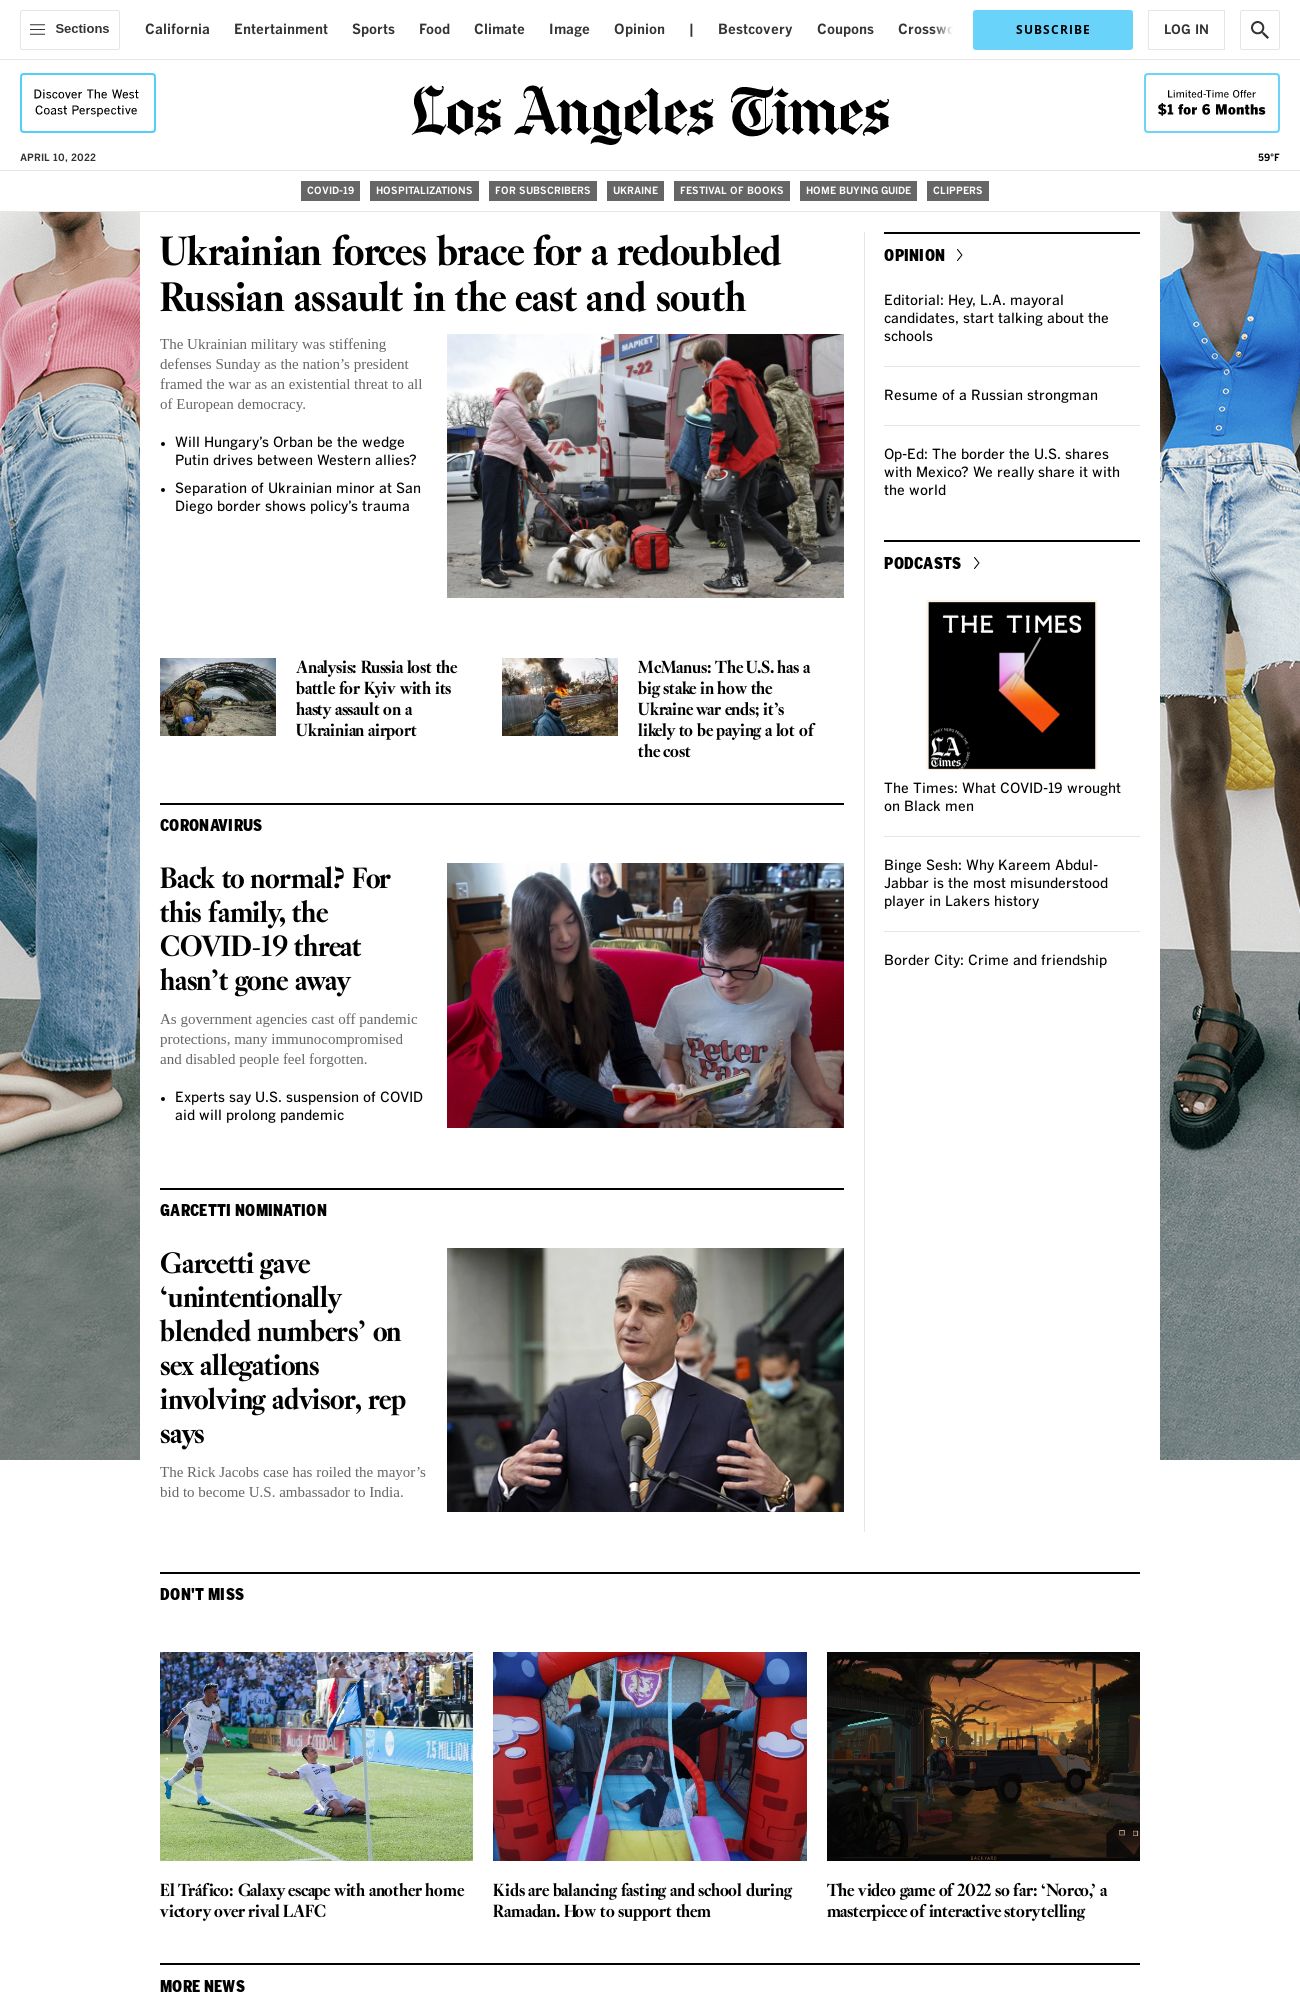 Sections
California Entertainment Sports Food Climate Image Opinion | Bestcovery Coupons
SUBSCRIBE
LOG IN
Discover The West
Coast Perspective
Los Angeles Times
Limited-Time Offer
$1 for 6 Months
APRIL 10, 2022
59°F
COVID-19 HOSPITALIZATIONS FOR SUBSCRIBERS UKRAINE FESTIVAL OF BOOKS HOME BUYING GUIDE CLIPPERS
Ukrainian forces brace for a redoubled
Russian assault in the east and south
The Ukrainian military was stiffening
defenses Sunday as the nation’s president
framed the war as an existential threat to all
of European democracy.
• Will Hungary’s Orban be the wedge
Putin drives between Western allies?
• Separation of Ukrainian minor at San
Diego border shows policy’s trauma
МАРКЕТ
7-22
Analysis: Russia lost the
battle for Kyiv with its
hasty assault on a
Ukrainian airport
McManus: The U.S. has a
big stake in how the
Ukraine war ends; it’s
likely to be paying a lot of
the cost
CORONAVIRUS
Back to normal? For
this family, the
COVID-19 threat
hasn’t gone away
As government agencies cast off pandemic
protections, many immunocompromised
and disabled people feel forgotten.
• Experts say U.S. suspension of COVID
aid will prolong pandemic
Peter
Pan
GARCETTI NOMINATION
Garcetti gave
‘unintentionally
blended numbers’ on
sex allegations
involving advisor, rep
says
The Rick Jacobs case has roiled the mayor’s
bid to become U.S. ambassador to India.
OPINION
Editorial: Hey, L.A. mayoral
candidates, start talking about the
schools
Resume of a Russian strongman
Op-Ed: The border the U.S. shares
with Mexico? We really share it with
the world
PODCASTS
THE TIMES
LA
Times
The Times: What COVID-19 wrought
on Black men
Binge Sesh: Why Kareem Abdul-
Jabbar is the most misunderstood
player in Lakers history
Border City: Crime and friendship
DON'T MISS
Audi
7.5 MILLION
BACKYARD
El Tráfico: Galaxy escape with another home
victory over rival LAFC
Kids are balancing fasting and school during
Ramadan. How to support them
The video game of 2022 so far: ‘Norco,’ a
masterpiece of interactive storytelling
MORE NEWS